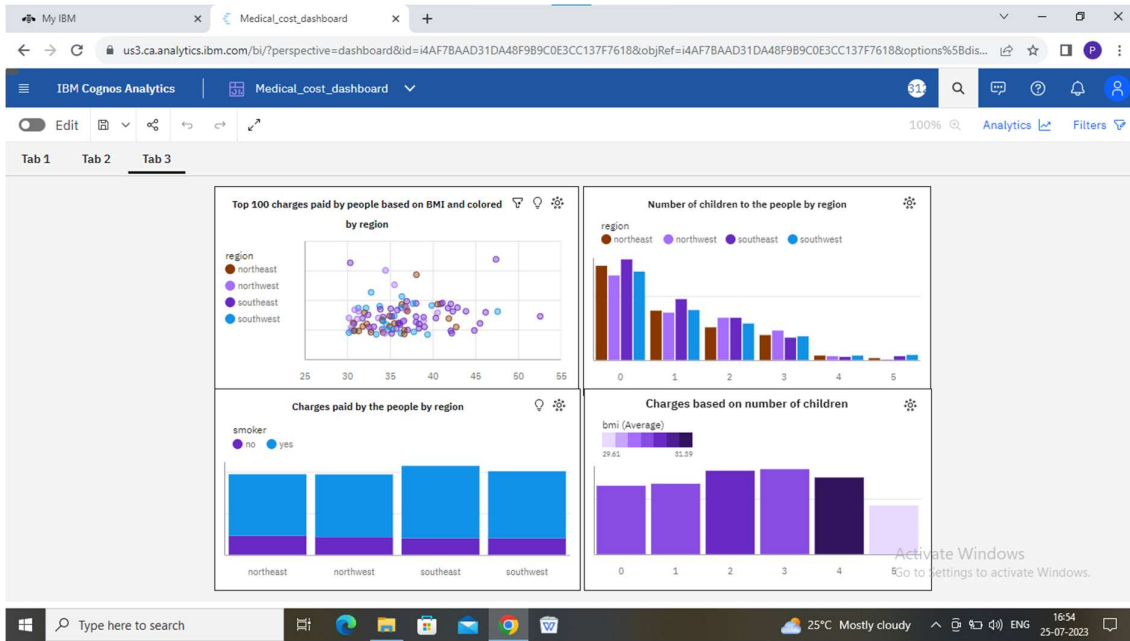 My IBM
Medical_cost_dashboard
us3.ca.analytics.ibm.com/bi/?perspective=dashboard&id=i4AF7BAAD31DA48F9B9C0E3CC137F7618&objRef=i4AF7BAAD31DA48F9B9C0E3CC137F7618&options%5Bdis...
P
IBM Cognos Analytics
Medical_cost_dashboard
Edit
100%
Analytics
Filters
Tab 1
Tab 2
Tab 3
Top 100 charges paid by people based on BMI and colored
by region
region
northeast
northwest
southeast
southwest
25 30 35 40 45 50 55
Number of children to the people by region
region
northeast northwest southeast southwest
0 1 2 3 4 5
Charges paid by the people by region
smoker
no yes
northeast northwest southeast southwest
Charges based on number of children
bmi (Average)
29.61 31.39
0 1 2 3 4 5
Activate Windows
Go to Settings to activate Windows.
Type here to search
25°C Mostly cloudy
ENG
16:54
25-07-2023